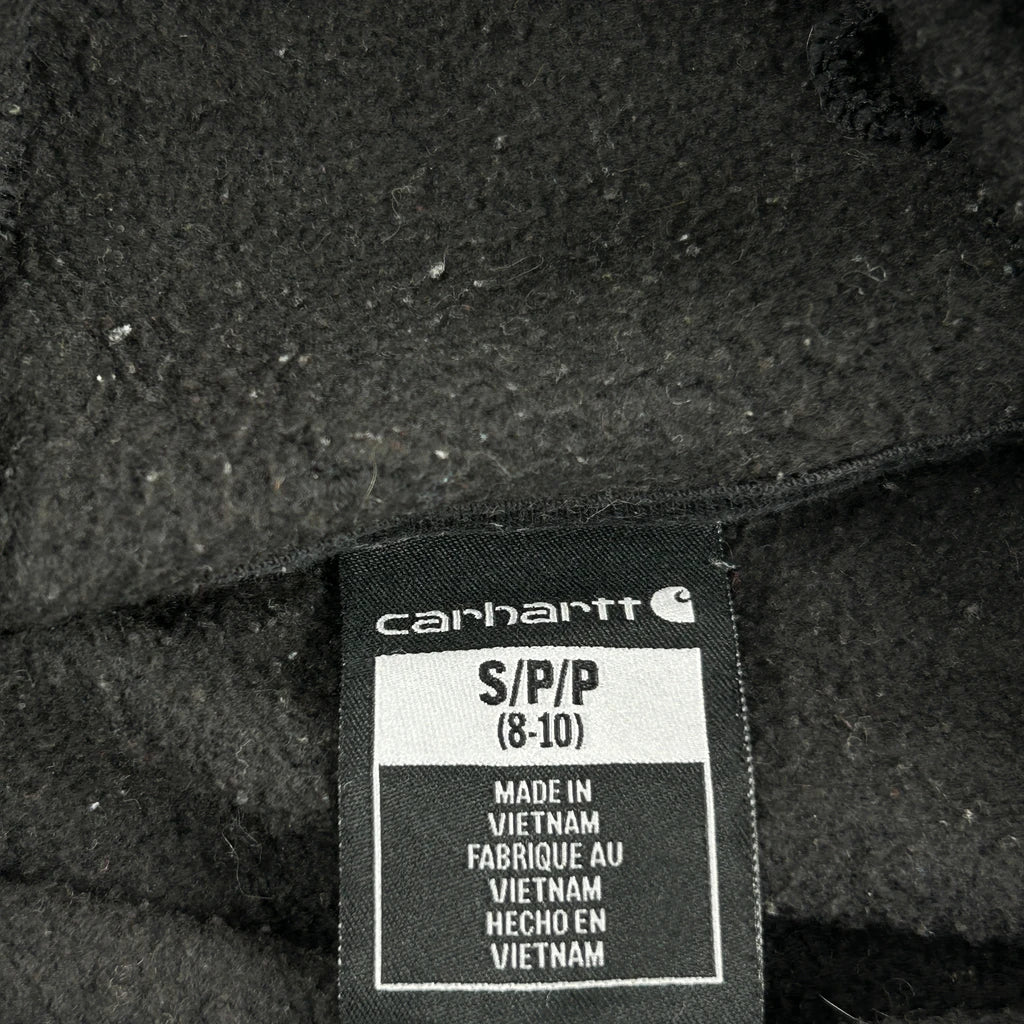 carhartt
S/P/P
(8-10)
MADE IN
VIETNAM
FABRIQUE AU
VIETNAM
HECHO EN
VIETNAM